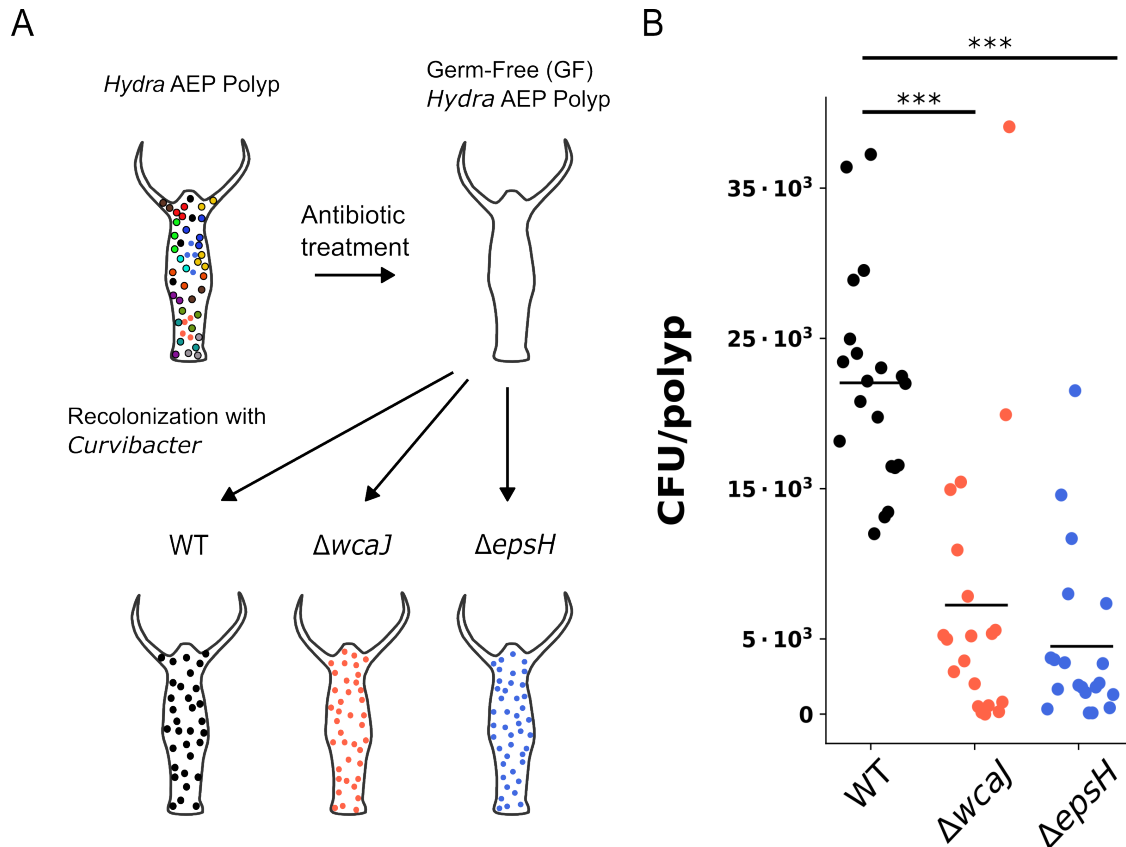 A
Hydra AEP Polyp
Germ-Free (GF)
Hydra AEP Polyp
Antibiotic
treatment
Recolonization with
Curvibacter
WT
ΔwcaJ
ΔepsH
B
***
***
CFU/polyp
35·10³
25·10³
15·10³
5·10³
0
WT
ΔwcaJ
ΔepsH